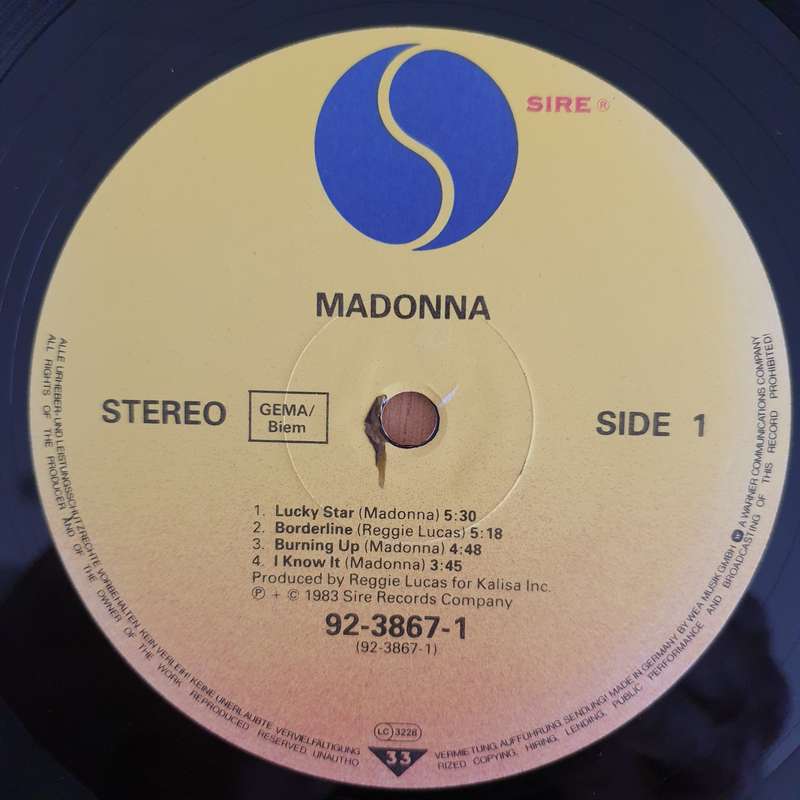 SIRE ®
MADONNA
STEREO
GEMA/
Biem
SIDE 1
1. Lucky Star (Madonna) 5:30
2. Borderline (Reggie Lucas) 5:18
3. Burning Up (Madonna) 4:48
4. I Know It (Madonna) 3:45
Produced by Reggie Lucas for Kalisa Inc.
℗ + © 1983 Sire Records Company
92-3867-1
(92-3867-1)
LC 3228
33
ALLE URHEBER- UND LEISTUNGSSCHUTZRECHTE VORBEHALTEN. KEIN VERLEIH! KEINE UNERLAUBTE VERVIELFÄLTIGUNG
VERMIETUNG, AUFFÜHRUNG, SENDUNG! MADE IN GERMANY BY WEA MUSIK GMBH A WARNER COMMUNICATIONS COMPANY
ALL RIGHTS OF THE PRODUCER AND OF THE OWNER OF THE WORK REPRODUCED RESERVED. UNAUTHO
RIZED COPYING, HIRING, LENDING, PUBLIC PERFORMANCE AND BROADCASTING OF THIS RECORD PROHIBITED!